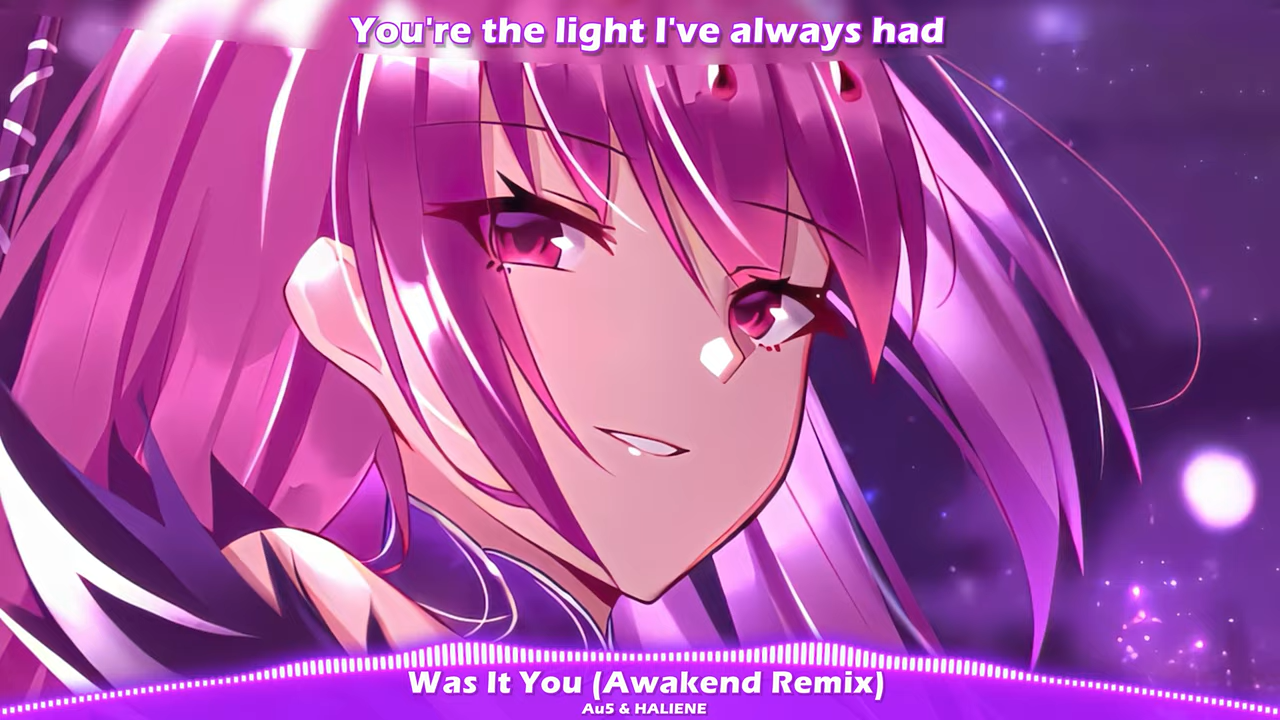 You're the light I've always had
Was It You (Awakend Remix)
Au5 & HALIENE